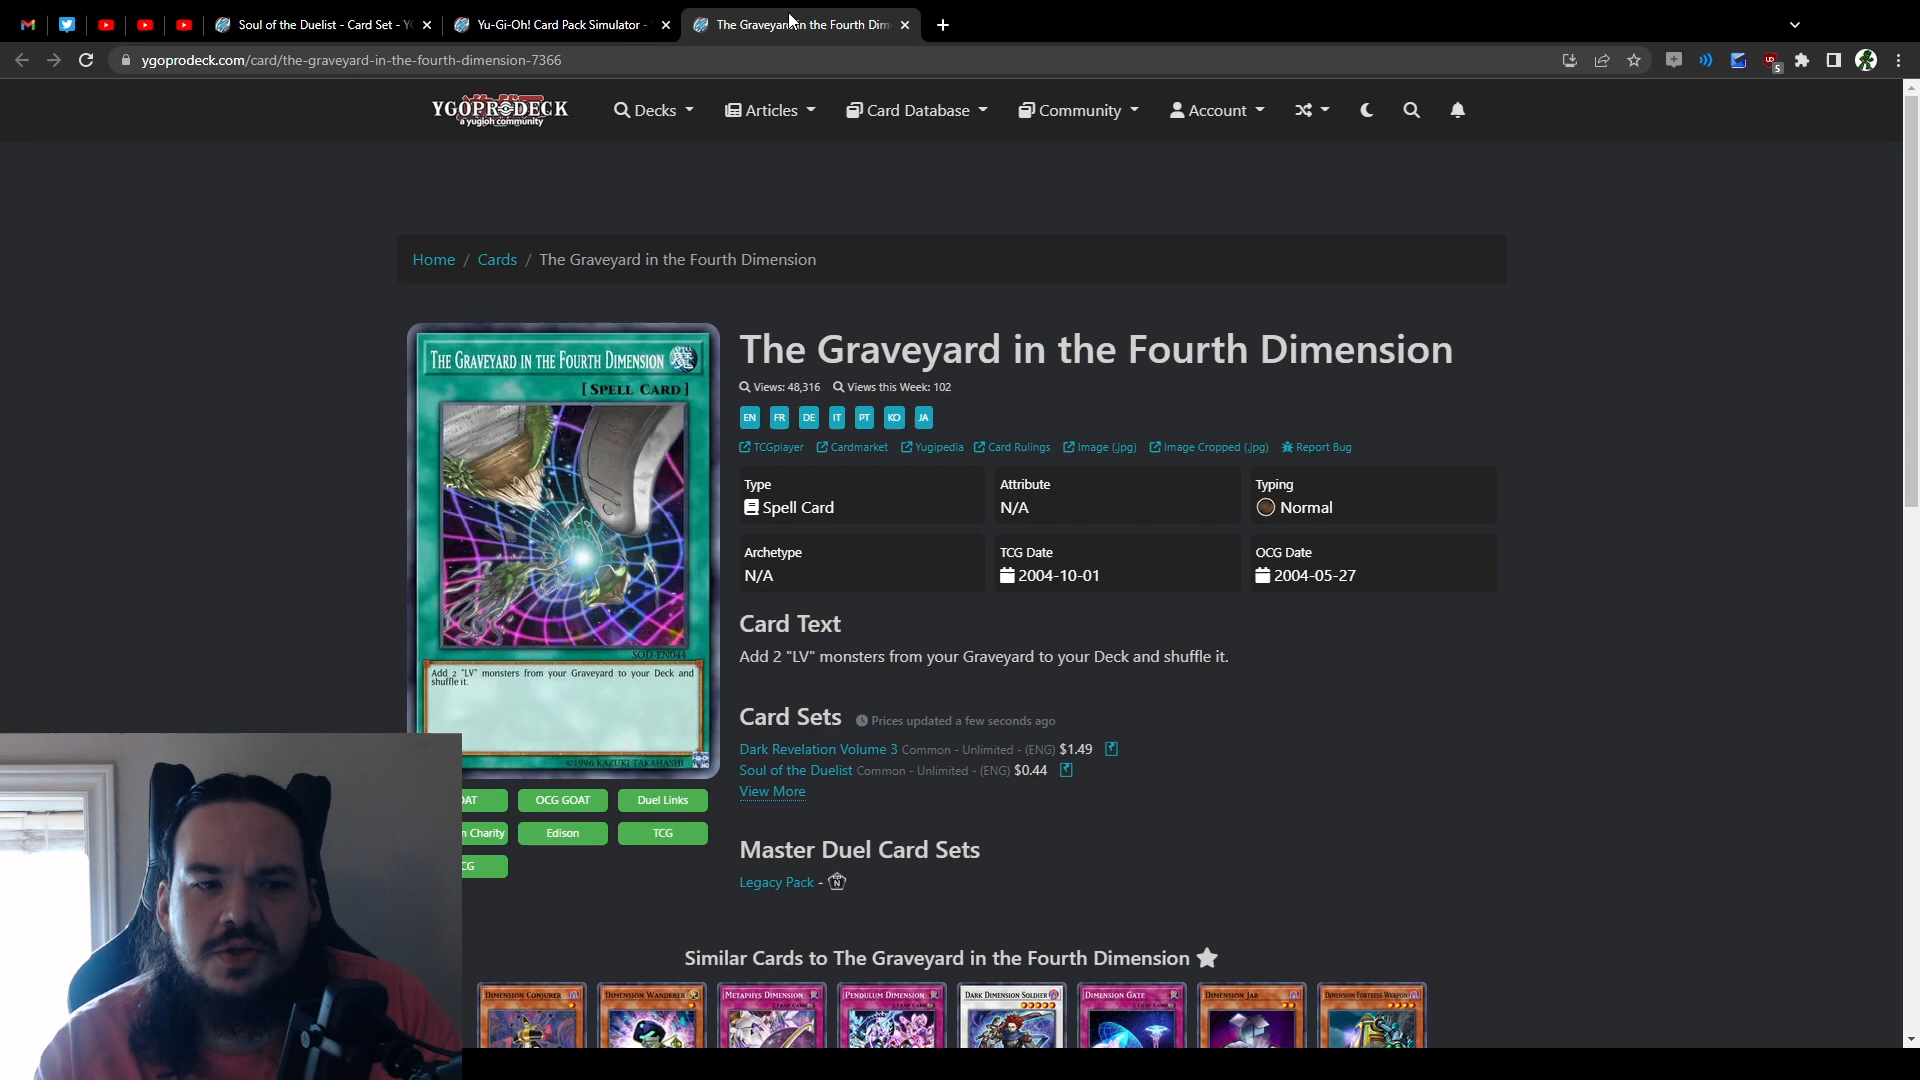 Soul of the Duelist - Card Set - Y
Yu-Gi-Oh! Card Pack Simulator -
The Graveyard in the Fourth Dim
ygoprodeck.com/card/the-graveyard-in-the-fourth-dimension-7366
UD
5
YGOPRODECK
a yugioh community
Decks
Articles
Card Database
Community
Account
Home / Cards / The Graveyard in the Fourth Dimension
THE GRAVEYARD IN THE FOURTH DIMENSION
[SPELL CARD]
SOD-EN044
Add 2 "LV" monsters from your Graveyard to your Deck and
shuffle it.
©1996 KAZUKI TAKAHASHI
The Graveyard in the Fourth Dimension
Views: 48,316 Views this Week: 102
EN FR DE IT PT KO JA
TCGplayer Cardmarket Yugipedia Card Rulings Image (.jpg) Image Cropped (.jpg) Report Bug
Type
Spell Card
Attribute
N/A
Typing
Normal
Archetype
N/A
TCG Date
2004-10-01
OCG Date
2004-05-27
Card Text
Add 2 "LV" monsters from your Graveyard to your Deck and shuffle it.
Card Sets Prices updated a few seconds ago
Dark Revelation Volume 3 Common - Unlimited - (ENG) $1.49
Soul of the Duelist Common - Unlimited - (ENG) $0.44
View More
OAT OCG GOAT Duel Links
n Charity Edison TCG
CG
Master Duel Card Sets
Legacy Pack - N
Similar Cards to The Graveyard in the Fourth Dimension
DIMENSION CONJURER
DIMENSION WANDERER
METAPHYS DIMENSION
PENDULUM DIMENSION
DARK DIMENSION SOLDIER
DIMENSION GATE
DIMENSION JAR
DIMENSION FORTRESS WEAPON